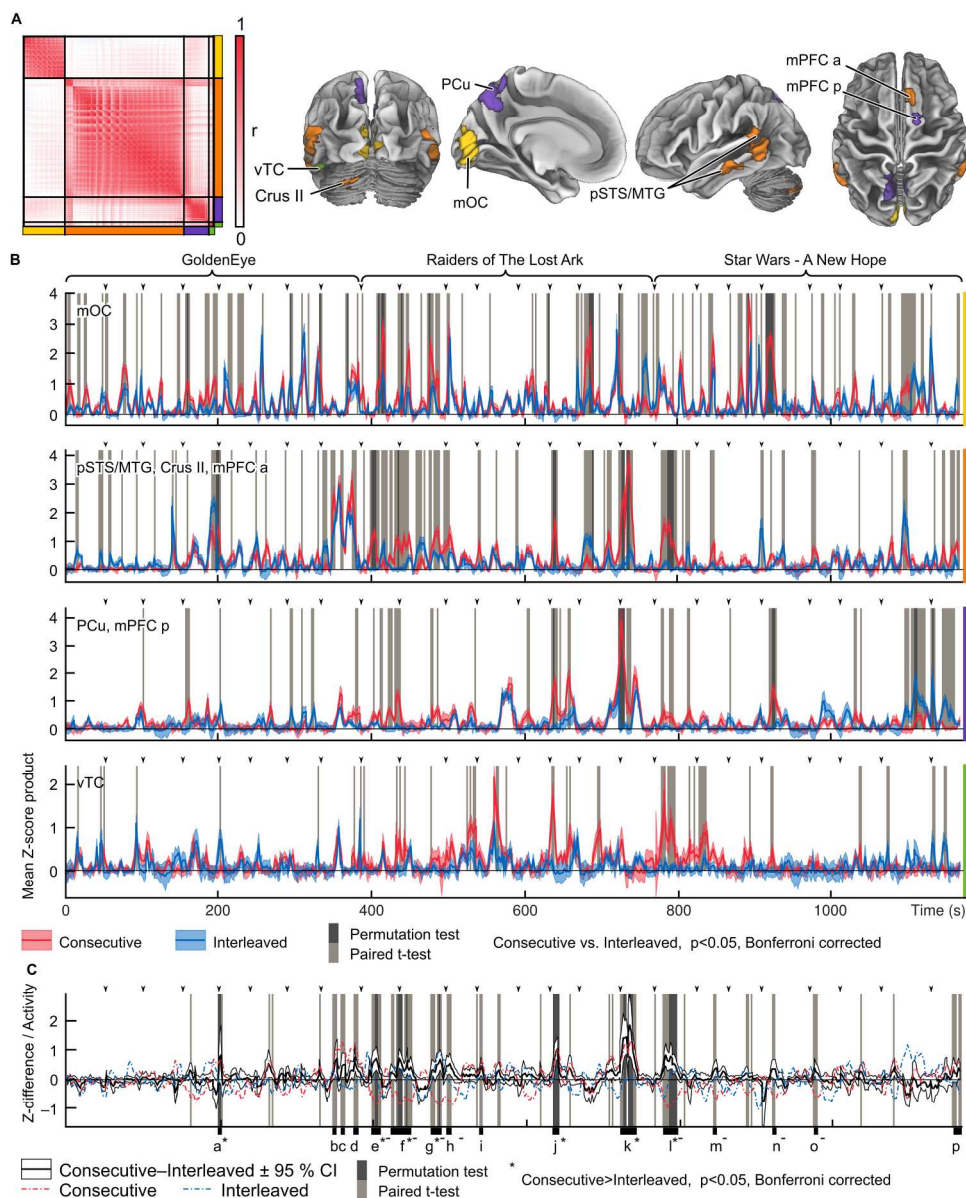 A
1
r
0
vTC
Crus II
PCu
mOC
pSTS/MTG
mPFC a
mPFC p
B
GoldenEye
Raiders of The Lost Ark
Star Wars - A New Hope
4
mOC
3
2
1
0
4
pSTS/MTG, Crus II, mPFC a
3
2
1
0
4
PCu, mPFC p
3
2
1
0
2
vTC
1
0
Mean Z-score product
0 200 400 600 800 1000 Time (s)
Consecutive
Interleaved
Permutation test
Paired t-test
Consecutive vs. Interleaved, p<0.05, Bonferroni corrected
C
2
1
0
−1
Z-difference / Activity
a* b c d e*- f*- g*- h- i j* k* l*- m- n- o- p
Consecutive–Interleaved ± 95 % CI
Consecutive
Interleaved
Permutation test
Paired t-test
* Consecutive>Interleaved, p<0.05, Bonferroni corrected